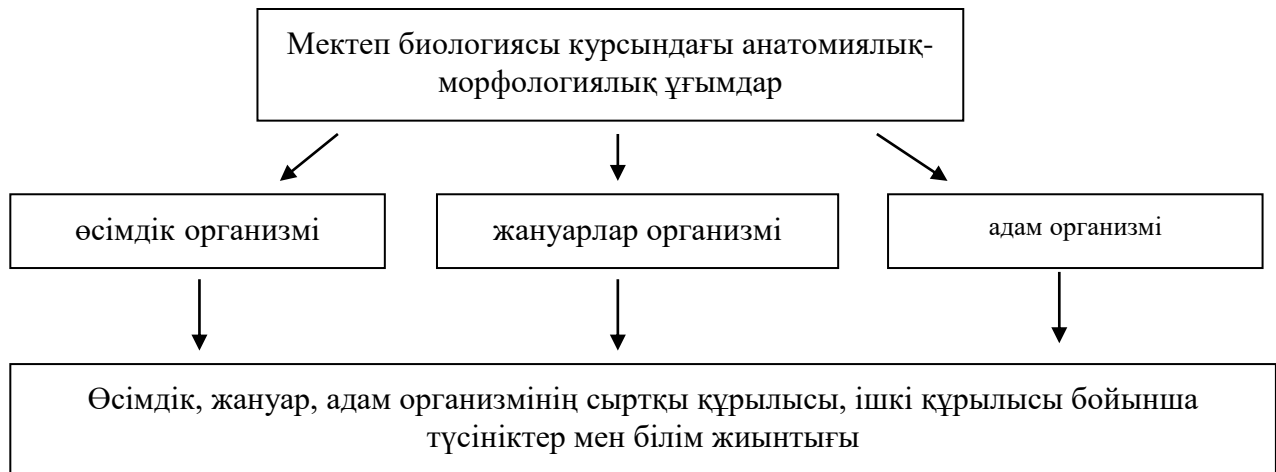 Мектеп биологиясы курсындағы анатомиялық-
морфологиялық ұғымдар
өсімдік организмі
жануарлар организмі
адам организмі
Өсімдік, жануар, адам организмінің сыртқы құрылысы, ішкі құрылысы бойынша
түсініктер мен білім жиынтығы